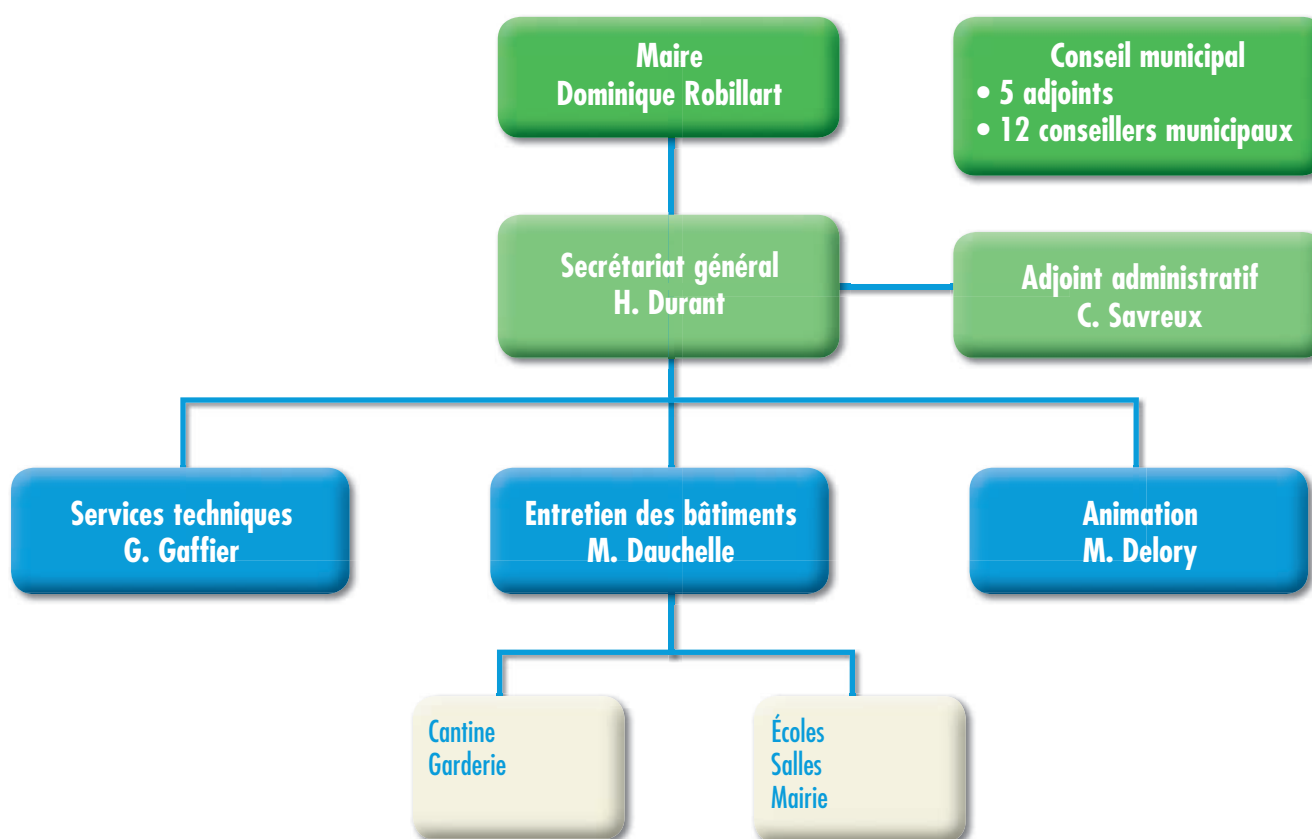 Maire
Dominique Robillart
Conseil municipal
• 5 adjoints
• 12 conseillers municipaux
Secrétariat général
H. Durant
Adjoint administratif
C. Savreux
Services techniques
G. Gaffier
Entretien des bâtiments
M. Dauchelle
Animation
M. Delory
Cantine
Garderie
Écoles
Salles
Mairie